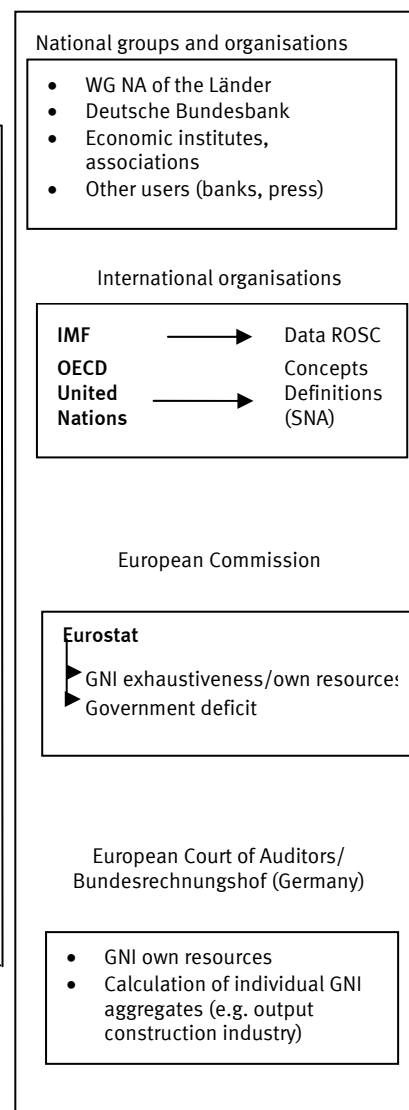 National groups and organisations
• WG NA of the Länder
• Deutsche Bundesbank
• Economic institutes,
associations
• Other users (banks, press)
International organisations
IMF Data ROSC
OECD Concepts
United Definitions
Nations (SNA)
European Commission
Eurostat
GNI exhaustiveness/own resources
Government deficit
European Court of Auditors/
Bundesrechnungshof (Germany)
• GNI own resources
• Calculation of individual GNI
aggregates (e.g. output
construction industry)